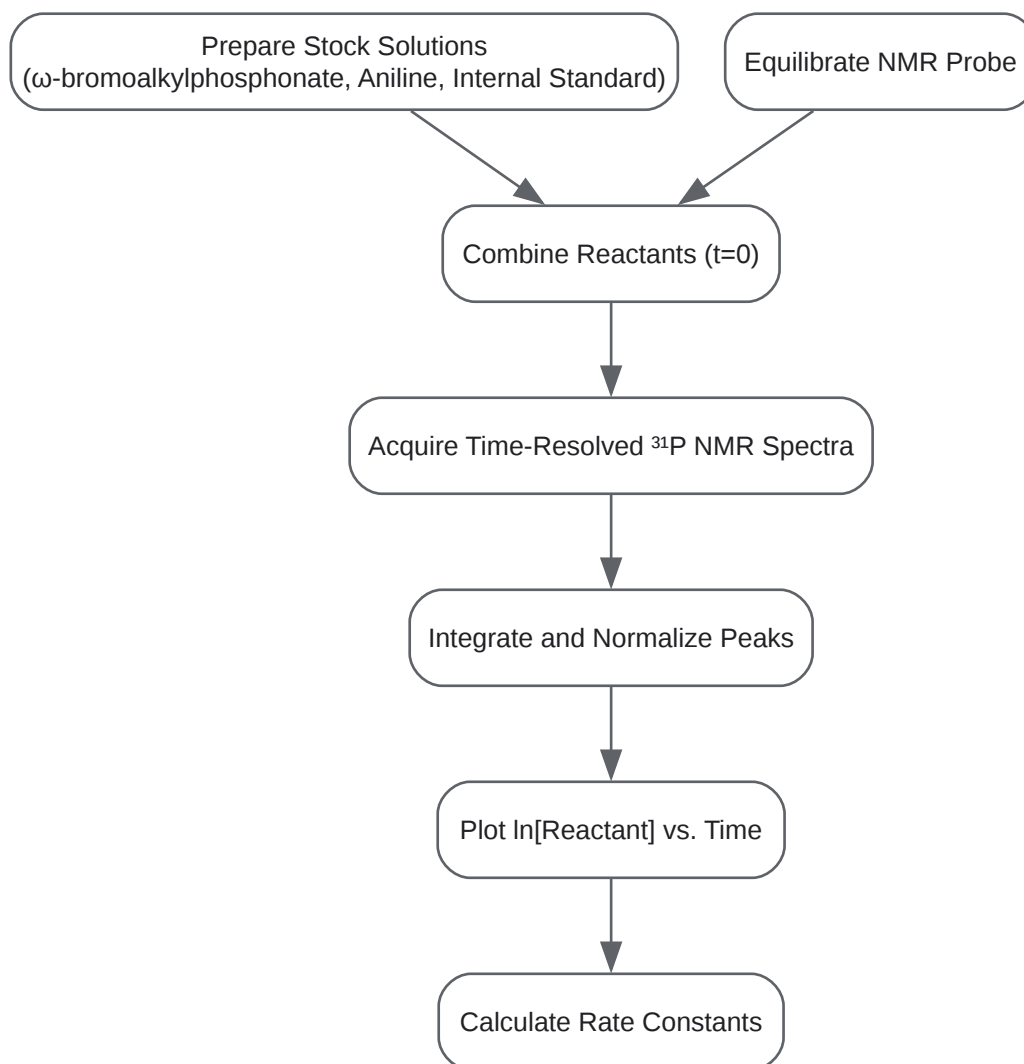 Prepare Stock Solutions
(ω-bromoalkylphosphonate, Aniline, Internal Standard)
Equilibrate NMR Probe
Combine Reactants (t=0)
Acquire Time-Resolved ³¹P NMR Spectra
Integrate and Normalize Peaks
Plot ln[Reactant] vs. Time
Calculate Rate Constants